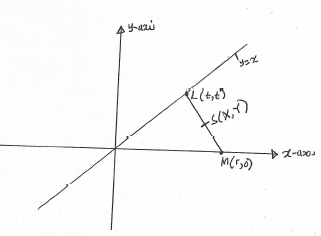 y-axis
y=x
L(t,t)
S(X,Y)
M(r,0)
x-axis